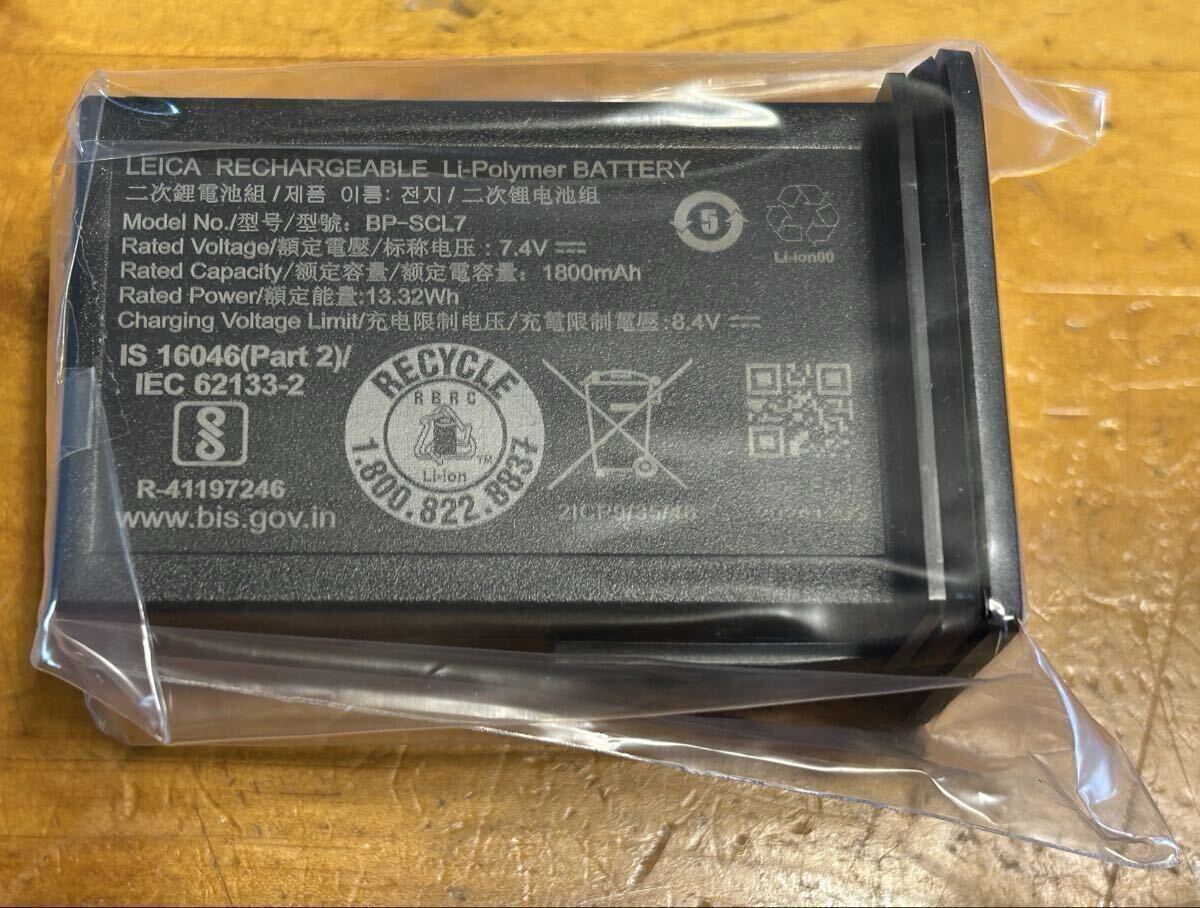 LEICA RECHARGEABLE Li-Polymer BATTERY
二次鋰電池組 /제품 이름: 전지/ 二次锂电池组
Model No./型号/型號: BP-SCL7
Rated Voltage/額定電壓/标称电压 : 7.4V
Rated Capacity/额定容量/额定電容量: 1800mAh
Rated Power/額定能量:13.32Wh
Charging Voltage Limit/充电限制电压/充電限制電壓:8.4V
5
Li-ion00
IS 16046(Part 2)/
IEC 62133-2
R-41197246
www.bis.gov.in
RECYCLE
RBRC
Li-ion
TM
1.800.822.8837